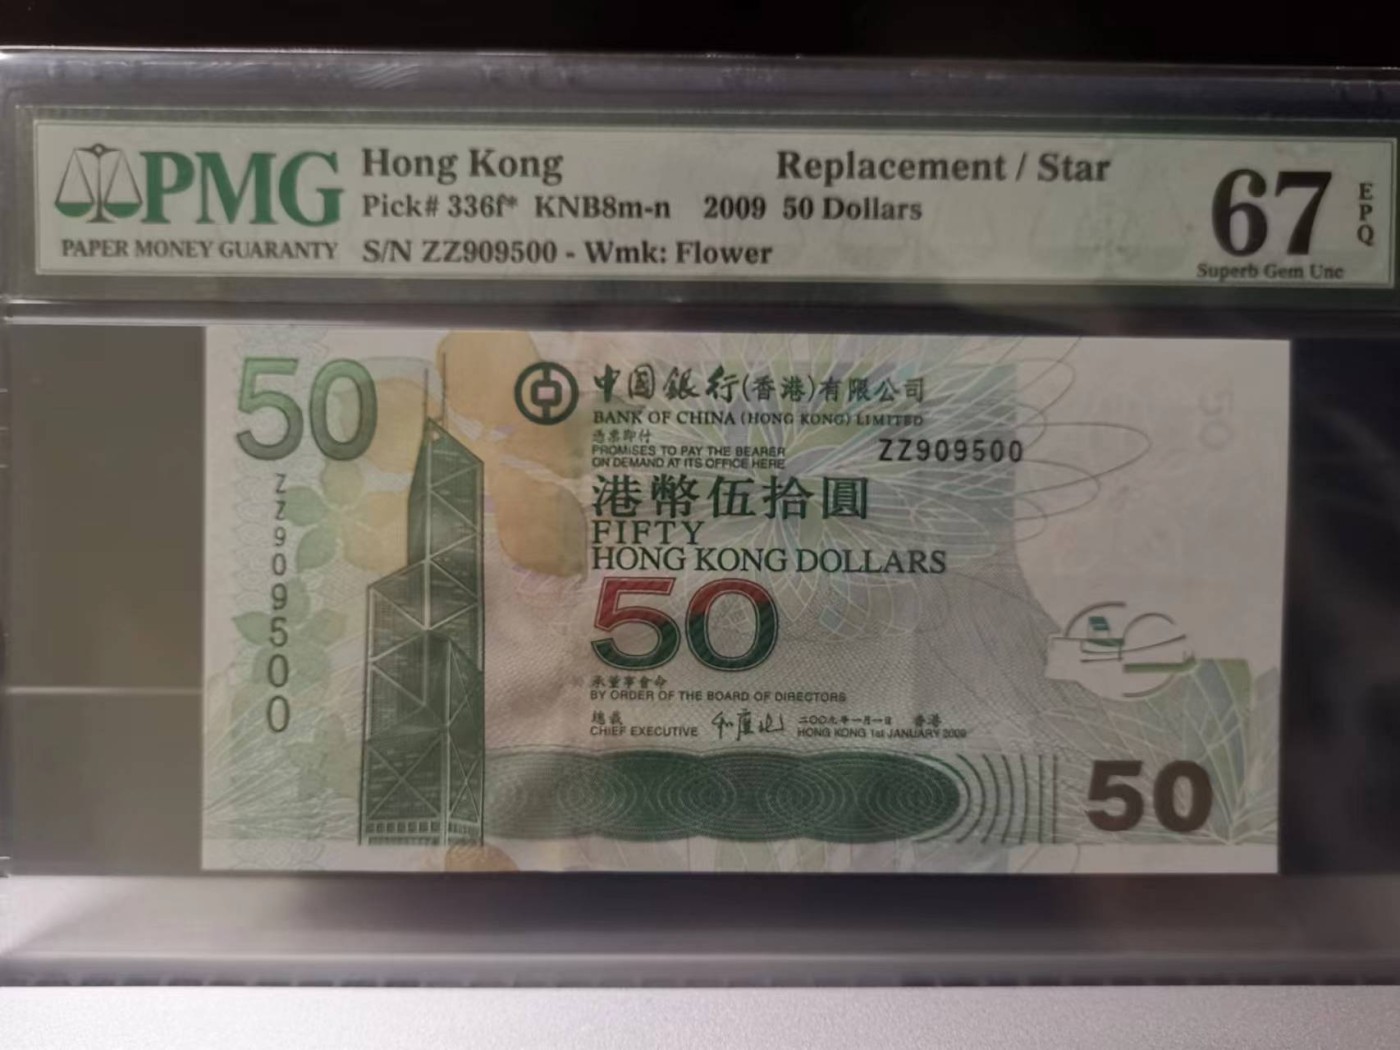 PMG
PAPER MONEY GUARANTY
Hong Kong
Replacement / Star
Pick# 336f* KNB8m-n 2009 50 Dollars
S/N ZZ909500 - Wmk: Flower
67
EPQ
Superb Gem Unc
50
ZZ909500
中國銀行(香港)有限公司
BANK OF CHINA (HONG KONG) LIMITED
憑票即付
PROMISES TO PAY THE BEARER
ON DEMAND AT ITS OFFICE HERE
ZZ909500
港幣伍拾圓
FIFTY
HONG KONG DOLLARS
50
承董事會命
BY ORDER OF THE BOARD OF DIRECTORS
總裁
CHIEF EXECUTIVE
二〇〇九年一月一日 香港
HONG KONG 1st JANUARY 2009
50
50